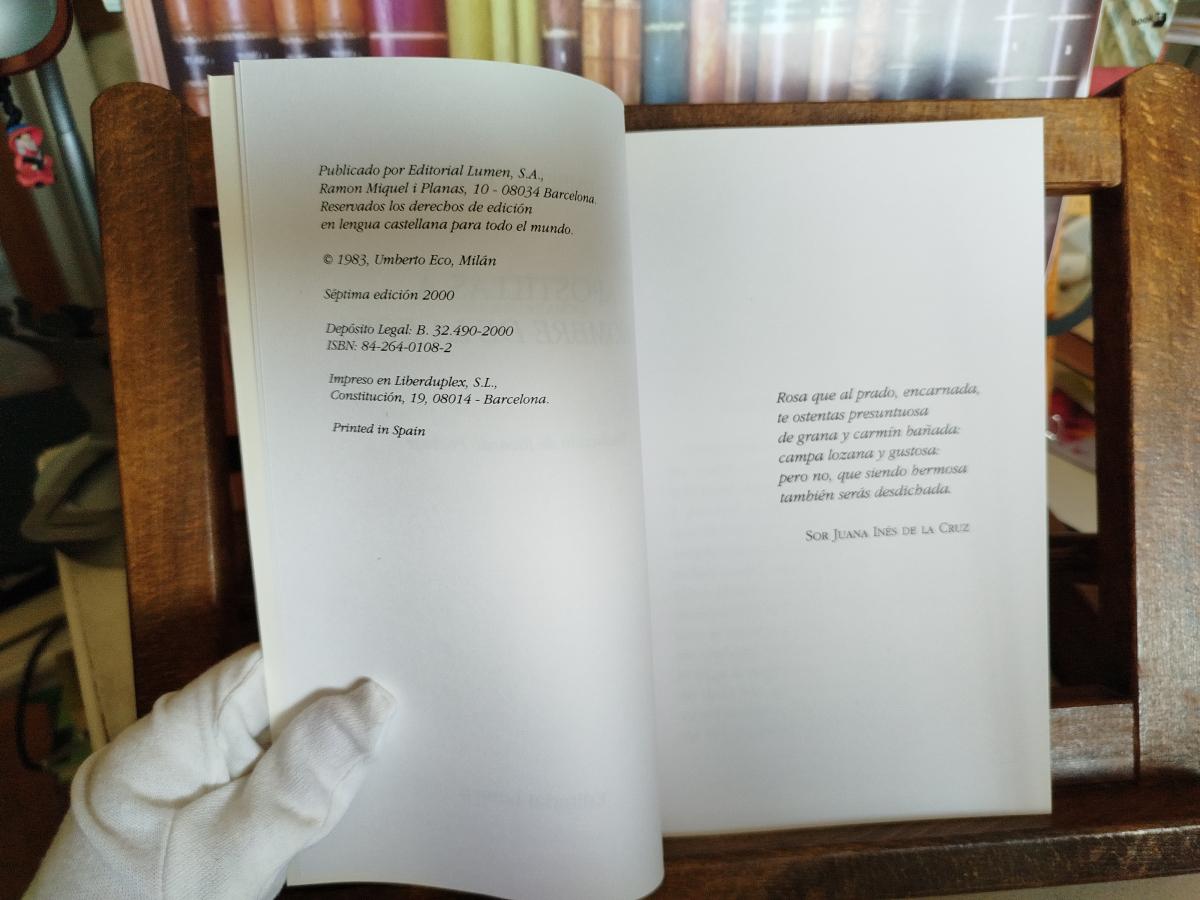 Publicado por Editorial Lumen, S.A.,
Ramon Miquel i Planas, 10 - 08034 Barcelona.
Reservados los derechos de edición
en lengua castellana para todo el mundo.
© 1983, Umberto Eco, Milán
Séptima edición 2000
Depósito Legal: B. 32.490-2000
ISBN: 84-264-0108-2
Impreso en Liberduplex, S.L.,
Constitución, 19, 08014 - Barcelona.
Printed in Spain
Rosa que al prado, encarnada,
te ostentas presuntuosa
de grana y carmín bañada:
campa lozana y gustosa:
pero no, que siendo hermosa
también serás desdichada.
SOR JUANA INÉS DE LA CRUZ